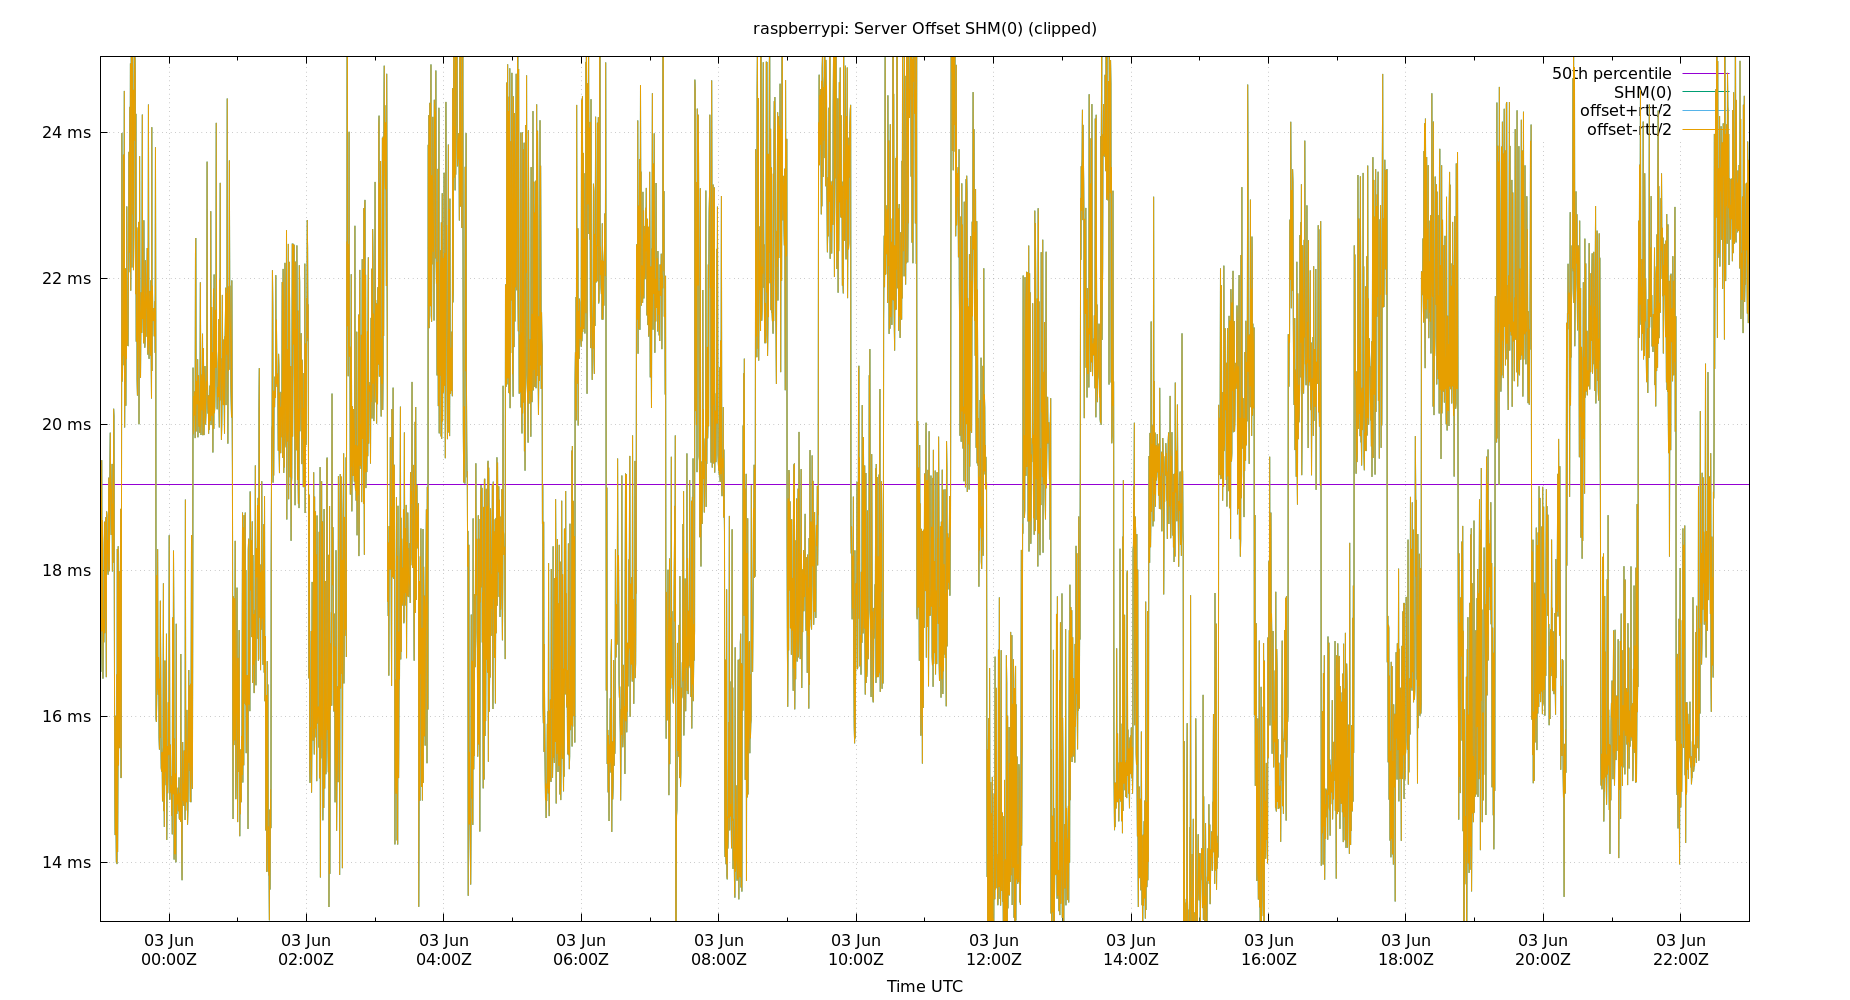 raspberrypi: Server Offset SHM(0) (clipped)
50th percentile
SHM(0)
offset+rtt/2
offset-rtt/2
24 ms
22 ms
20 ms
18 ms
16 ms
14 ms
03 Jun 03 Jun 03 Jun 03 Jun 03 Jun 03 Jun 03 Jun 03 Jun 03 Jun 03 Jun 03 Jun 03 Jun
00:00Z 02:00Z 04:00Z 06:00Z 08:00Z 10:00Z 12:00Z 14:00Z 16:00Z 18:00Z 20:00Z 22:00Z
Time UTC